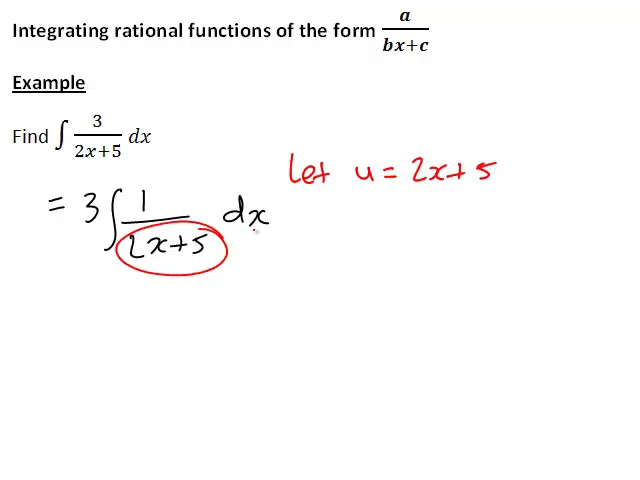 Integrating rational functions of the form a/(bx+c)
Example
Find ∫ 3/(2x+5) dx
let u = 2x + 5
= 3 ∫ 1/(2x+5) dx